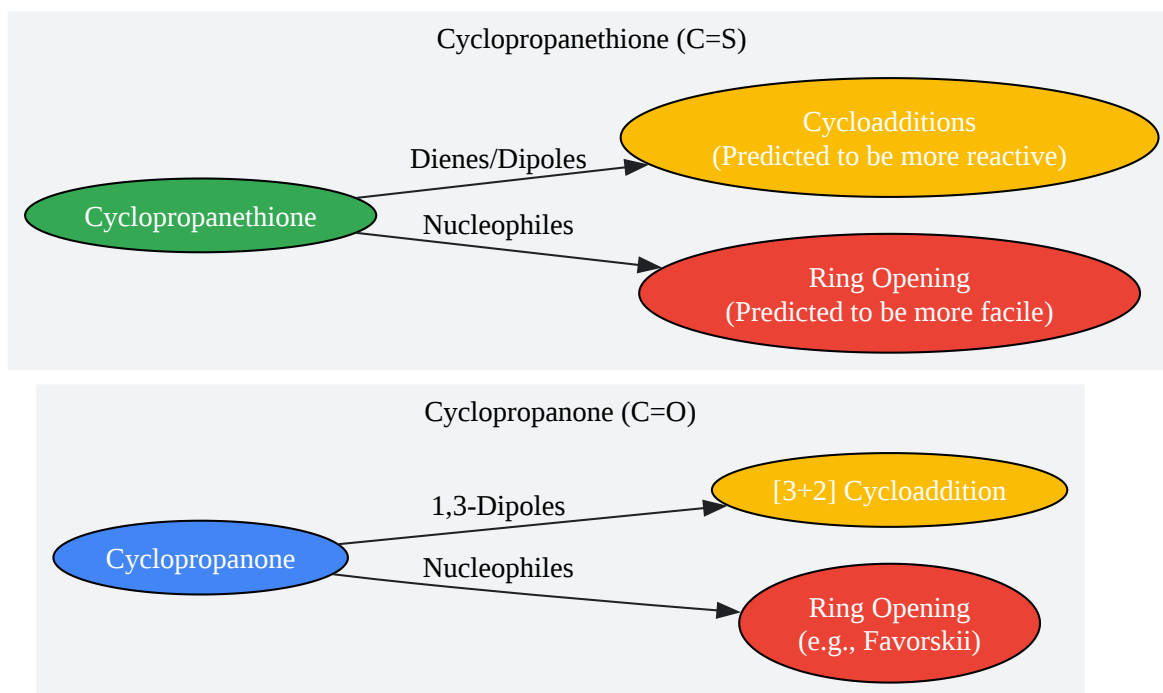 Cyclopropanethione (C=S)
Cyclopropanethione
Dienes/Dipoles
Nucleophiles
Cycloadditions
(Predicted to be more reactive)
Ring Opening
(Predicted to be more facile)
Cyclopropanone (C=O)
Cyclopropanone
1,3-Dipoles
Nucleophiles
[3+2] Cycloaddition
Ring Opening
(e.g., Favorskii)